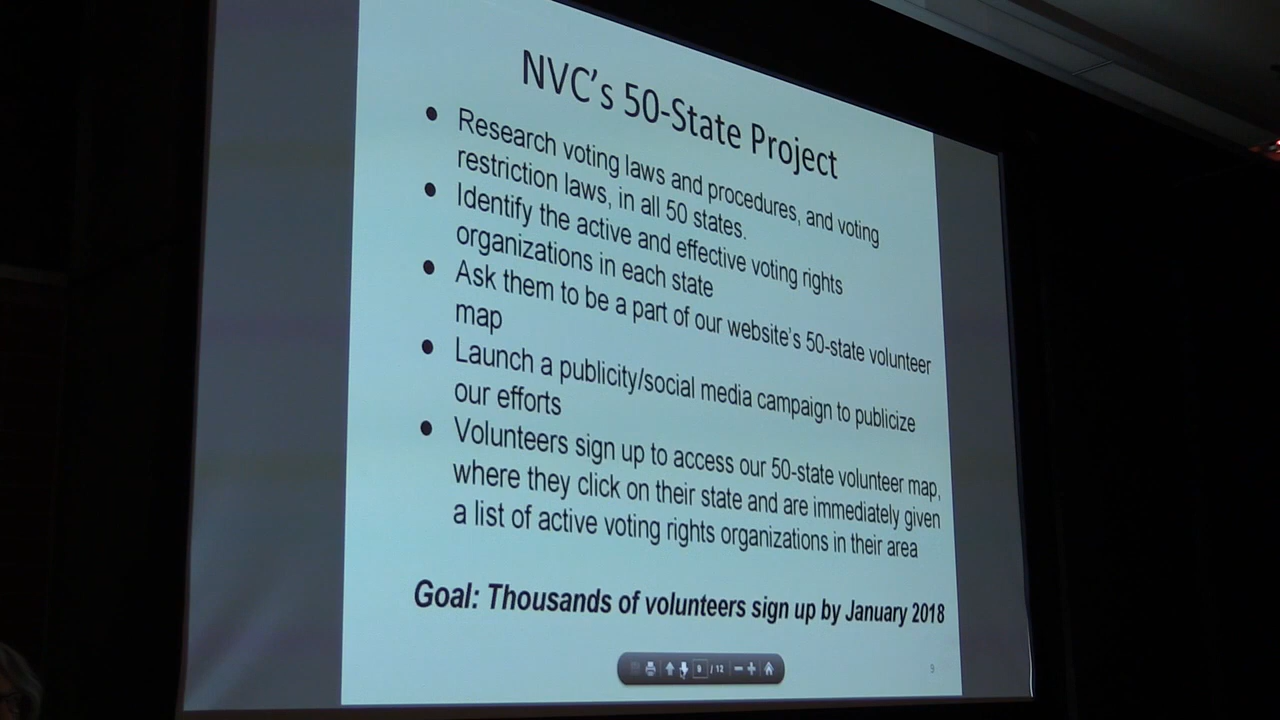 NVC's 50-State Project
● Research voting laws and procedures, and voting
restriction laws, in all 50 states.
● Identify the active and effective voting rights
organizations in each state
● Ask them to be a part of our website's 50-state volunteer
map
● Launch a publicity/social media campaign to publicize
our efforts
● Volunteers sign up to access our 50-state volunteer map,
where they click on their state and are immediately given
a list of active voting rights organizations in their area
Goal: Thousands of volunteers sign up by January 2018
9 / 12
9